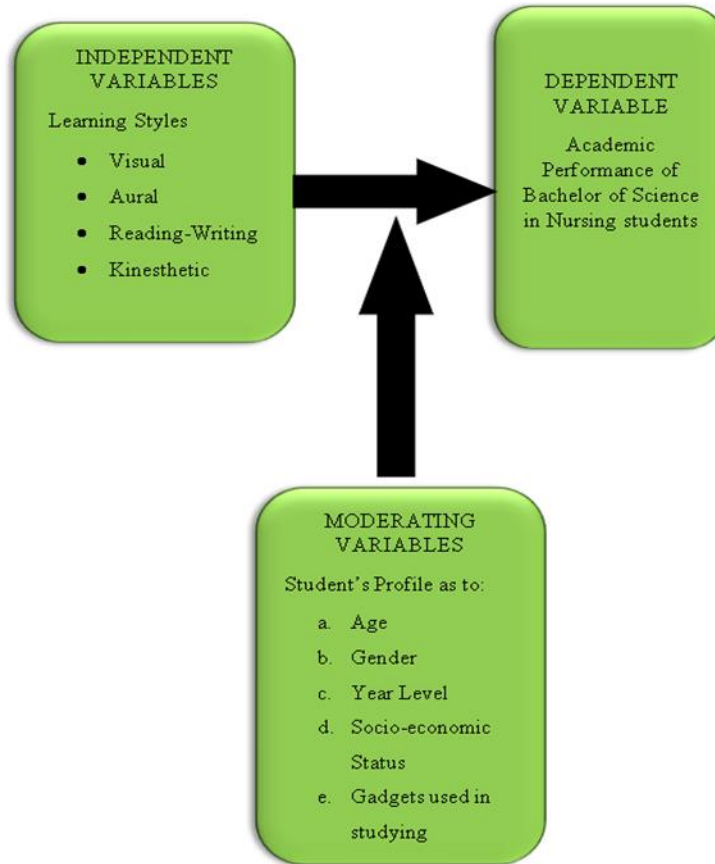 INDEPENDENT
VARIABLES
Learning Styles
• Visual
• Aural
• Reading-Writing
• Kinesthetic
DEPENDENT
VARIABLE
Academic
Performance of
Bachelor of Science
in Nursing students
MODERATING
VARIABLES
Student’s Profile as to:
a. Age
b. Gender
c. Year Level
d. Socio-economic
Status
e. Gadgets used in
studying